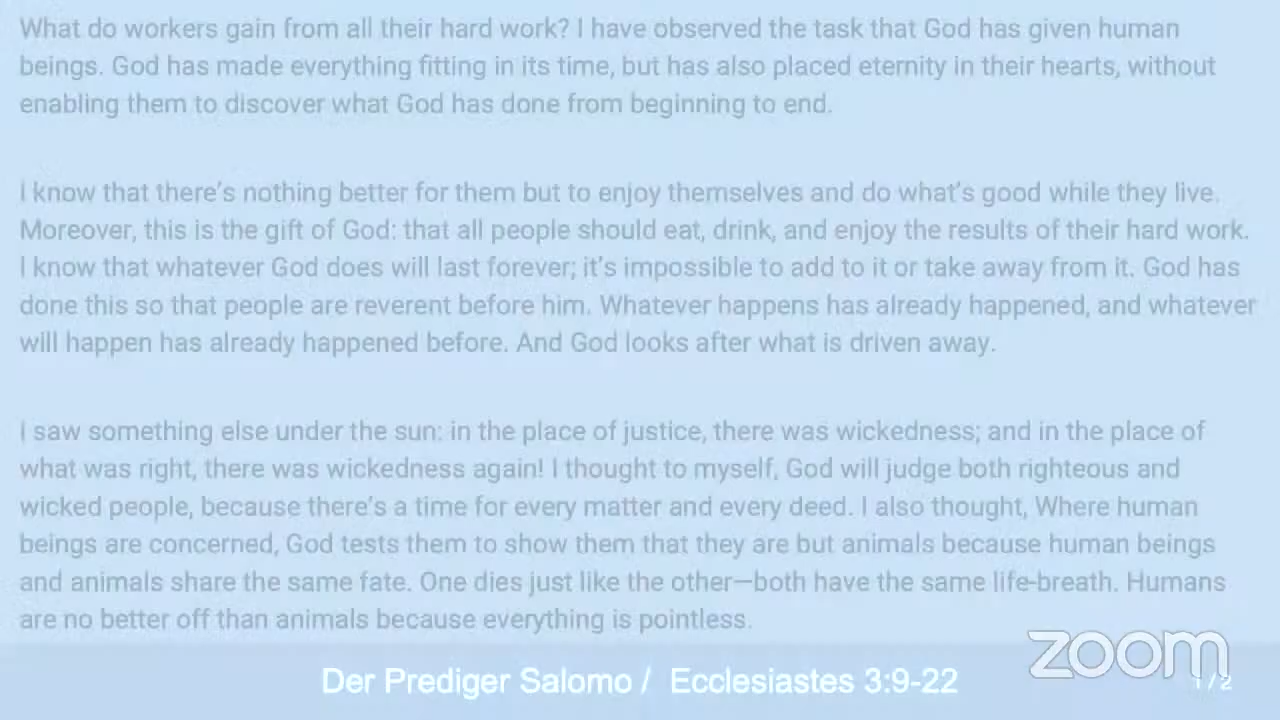 What do workers gain from all their hard work? I have observed the task that God has given human
beings. God has made everything fitting in its time, but has also placed eternity in their hearts, without
enabling them to discover what God has done from beginning to end.
I know that there's nothing better for them but to enjoy themselves and do what's good while they live.
Moreover, this is the gift of God: that all people should eat, drink, and enjoy the results of their hard work.
I know that whatever God does will last forever; it's impossible to add to it or take away from it. God has
done this so that people are reverent before him. Whatever happens has already happened, and whatever
will happen has already happened before. And God looks after what is driven away.
I saw something else under the sun: in the place of justice, there was wickedness; and in the place of
what was right, there was wickedness again! I thought to myself, God will judge both righteous and
wicked people, because there's a time for every matter and every deed. I also thought, Where human
beings are concerned, God tests them to show them that they are but animals because human beings
and animals share the same fate. One dies just like the other—both have the same life-breath. Humans
are no better off than animals because everything is pointless.
Der Prediger Salomo / Ecclesiastes 3:9-22
zoom
1 / 2